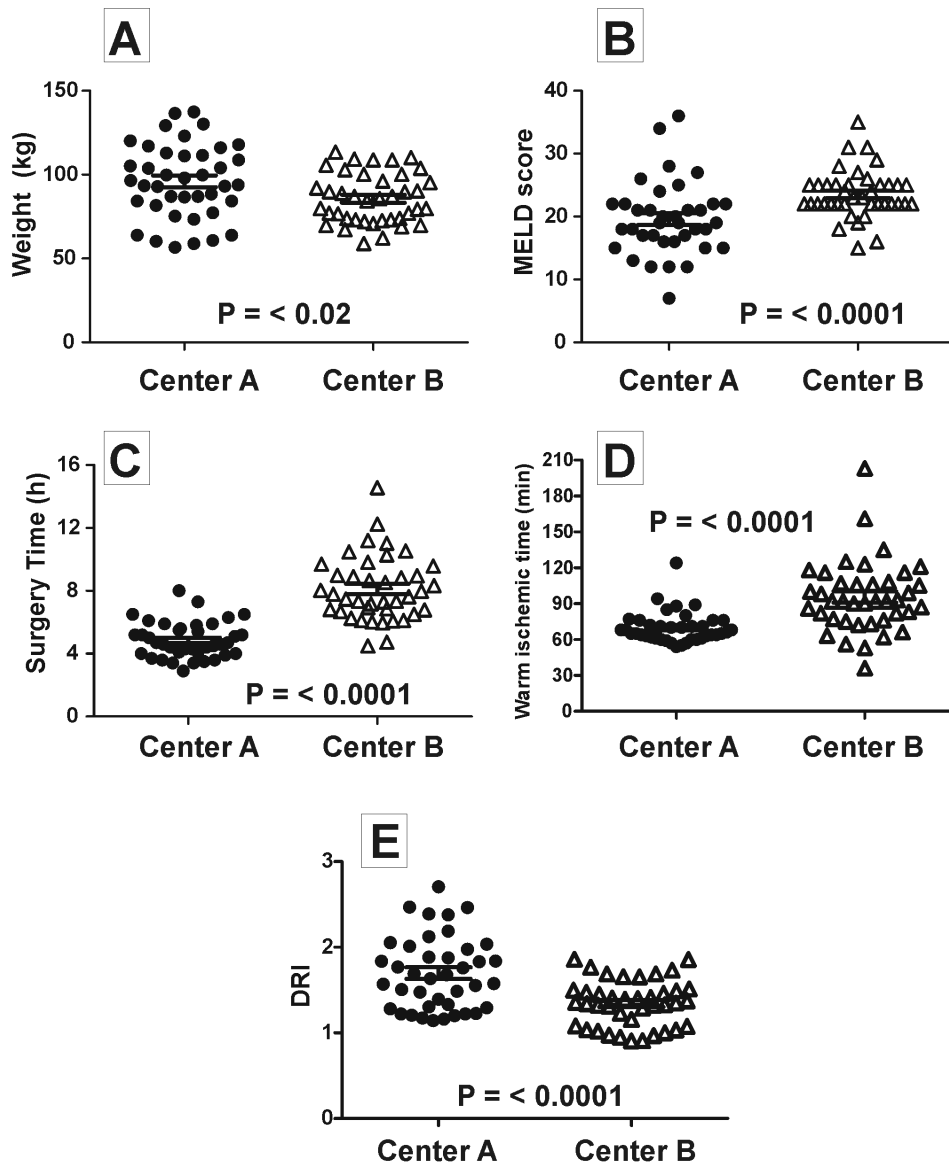 A
Weight (kg)
150
100
50
0
P = < 0.02
Center A
Center B
B
MELD score
40
30
20
10
0
P = < 0.0001
Center A
Center B
C
Surgery Time (h)
16
12
8
4
0
P = < 0.0001
Center A
Center B
D
Warm ischemic time (min)
210
180
150
120
90
60
30
0
P = < 0.0001
Center A
Center B
E
DRI
3
2
1
0
P = < 0.0001
Center A
Center B